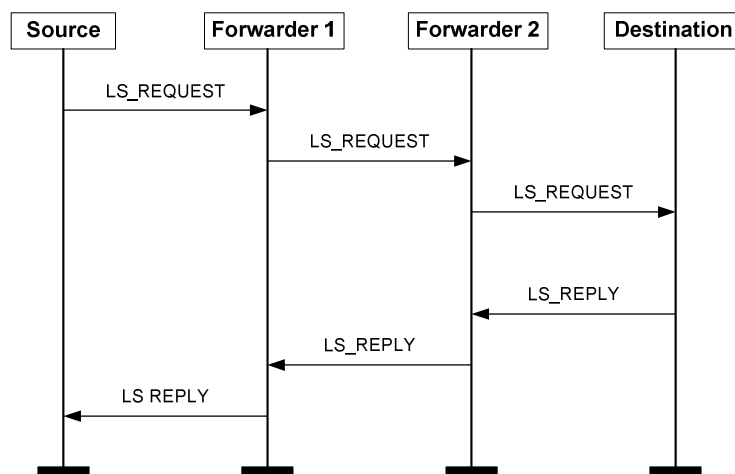 Source
Forwarder 1
Forwarder 2
Destination
LS_REQUEST
LS_REQUEST
LS_REQUEST
LS_REPLY
LS_REPLY
LS REPLY